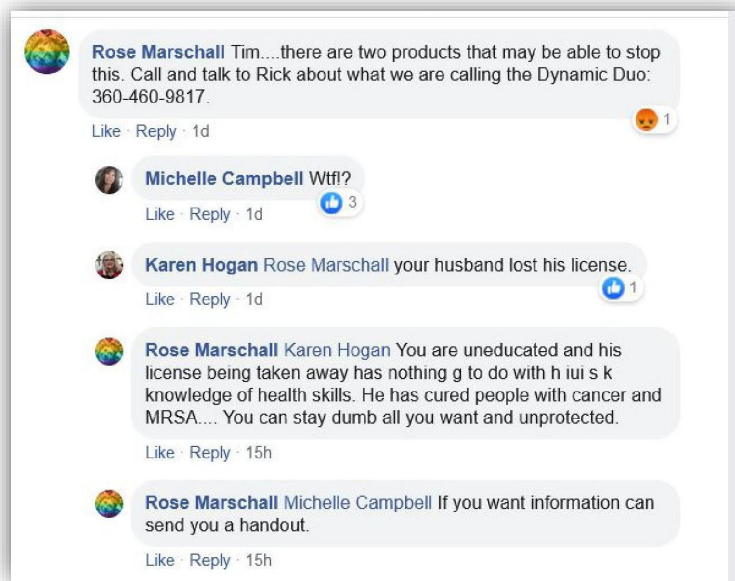 Rose Marschall Tim....there are two products that may be able to stop
this. Call and talk to Rick about what we are calling the Dynamic Duo:
360-460-9817.
1
Like · Reply · 1d
Michelle Campbell Wtf!?
3
Like · Reply · 1d
Karen Hogan Rose Marschall your husband lost his license.
1
Like · Reply · 1d
Rose Marschall Karen Hogan You are uneducated and his
license being taken away has nothing g to do with h iui s k
knowledge of health skills. He has cured people with cancer and
MRSA.... You can stay dumb all you want and unprotected.
Like · Reply · 15h
Rose Marschall Michelle Campbell If you want information can
send you a handout.
Like · Reply · 15h